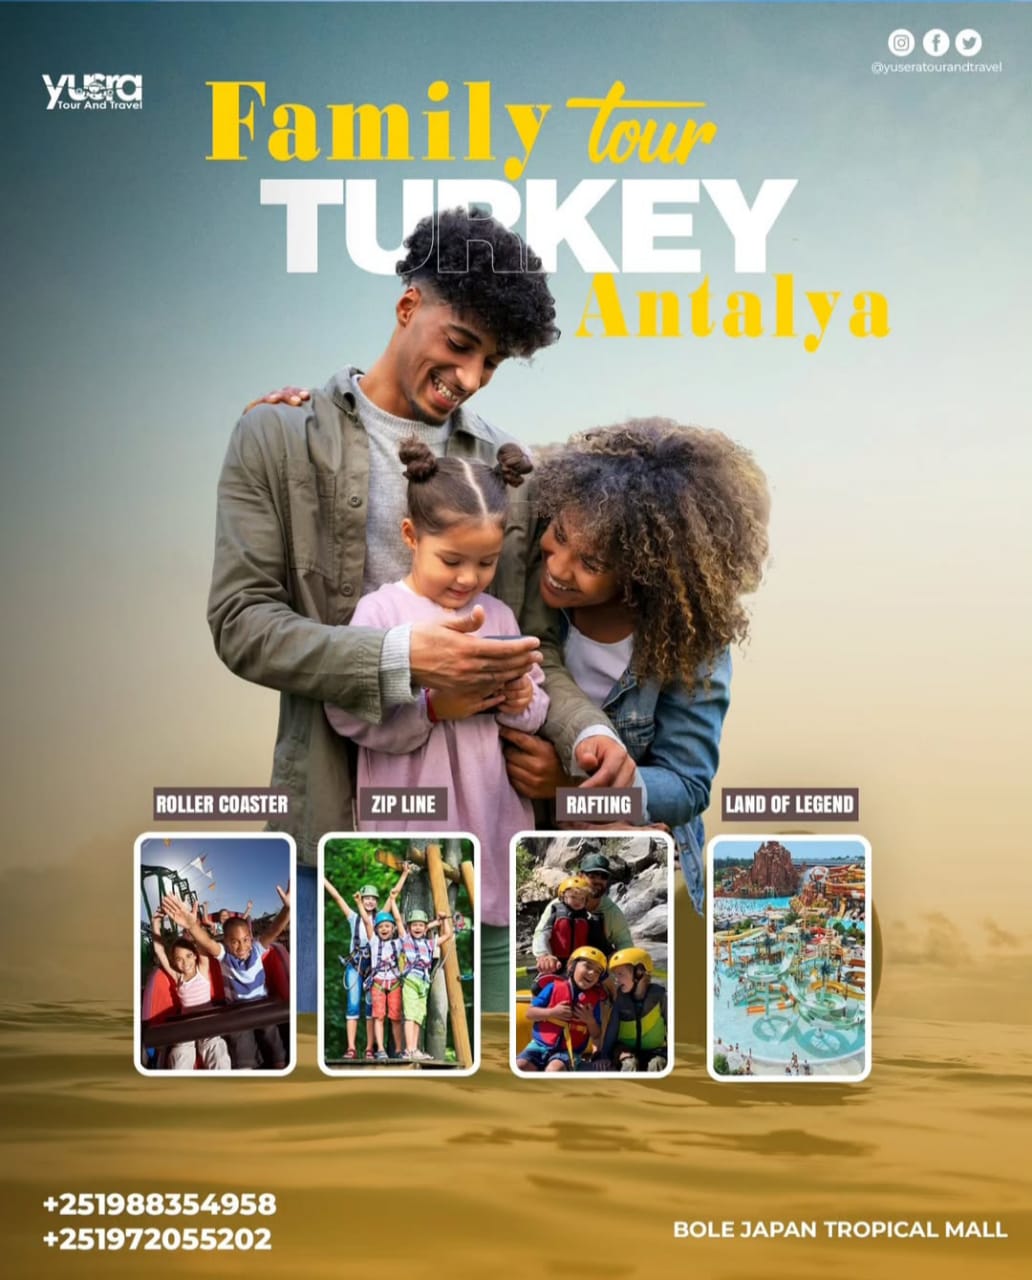 @yuseratourandtravel
yusra
Tour And Travel
Family tour
TURKEY
Antalya
ROLLER COASTER
ZIP LINE
RAFTING
LAND OF LEGEND
+251988354958
+251972055202
BOLE JAPAN TROPICAL MALL